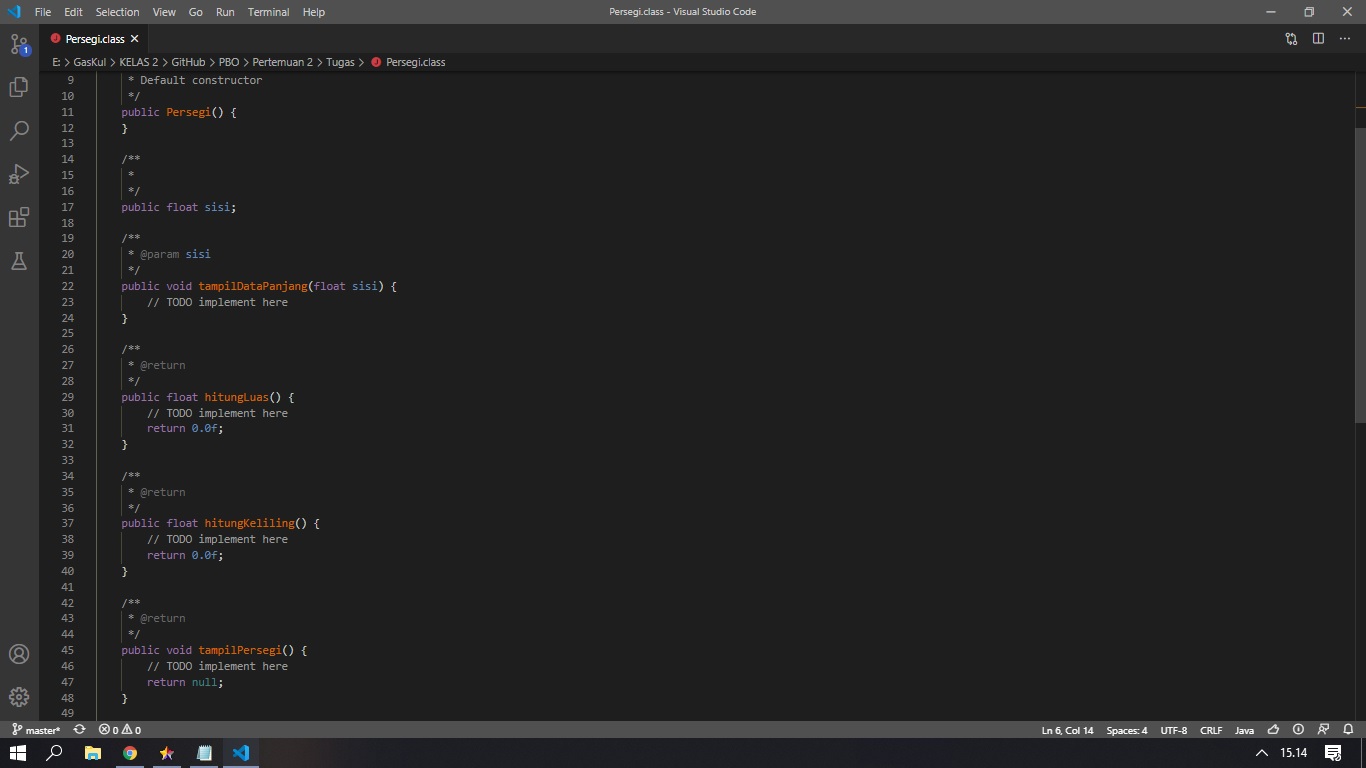 File Edit Selection View Go Run Terminal Help Persegi.class - Visual Studio Code
Persegi.class
E: > GasKul > KELAS 2 > GitHub > PBO > Pertemuan 2 > Tugas > Persegi.class
1
9 * Default constructor
10 */
11 public Persegi() {
12 }
13
14 /**
15 *
16 */
17 public float sisi;
18
19 /**
20 * @param sisi
21 */
22 public void tampilDataPanjang(float sisi) {
23 // TODO implement here
24 }
25
26 /**
27 * @return
28 */
29 public float hitungLuas() {
30 // TODO implement here
31 return 0.0f;
32 }
33
34 /**
35 * @return
36 */
37 public float hitungKeliling() {
38 // TODO implement here
39 return 0.0f;
40 }
41
42 /**
43 * @return
44 */
45 public void tampilPersegi() {
46 // TODO implement here
47 return null;
48 }
49
master* 0 0 Ln 6, Col 14 Spaces: 4 UTF-8 CRLF Java
15.14